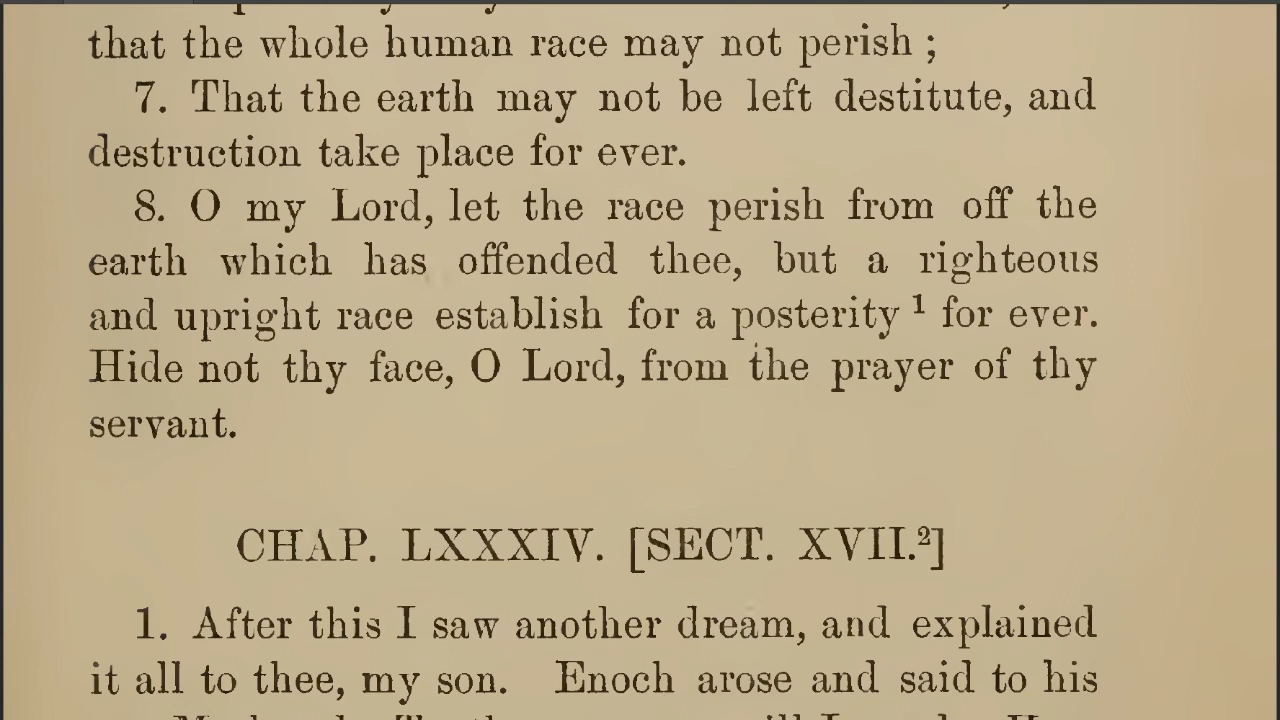 that the whole human race may not perish ;
7. That the earth may not be left destitute, and
destruction take place for ever.
8. O my Lord, let the race perish from off the
earth which has offended thee, but a righteous
and upright race establish for a posterity ¹ for ever.
Hide not thy face, O Lord, from the prayer of thy
servant.
CHAP. LXXXIV. [SECT. XVII.²]
1. After this I saw another dream, and explained
it all to thee, my son. Enoch arose and said to his